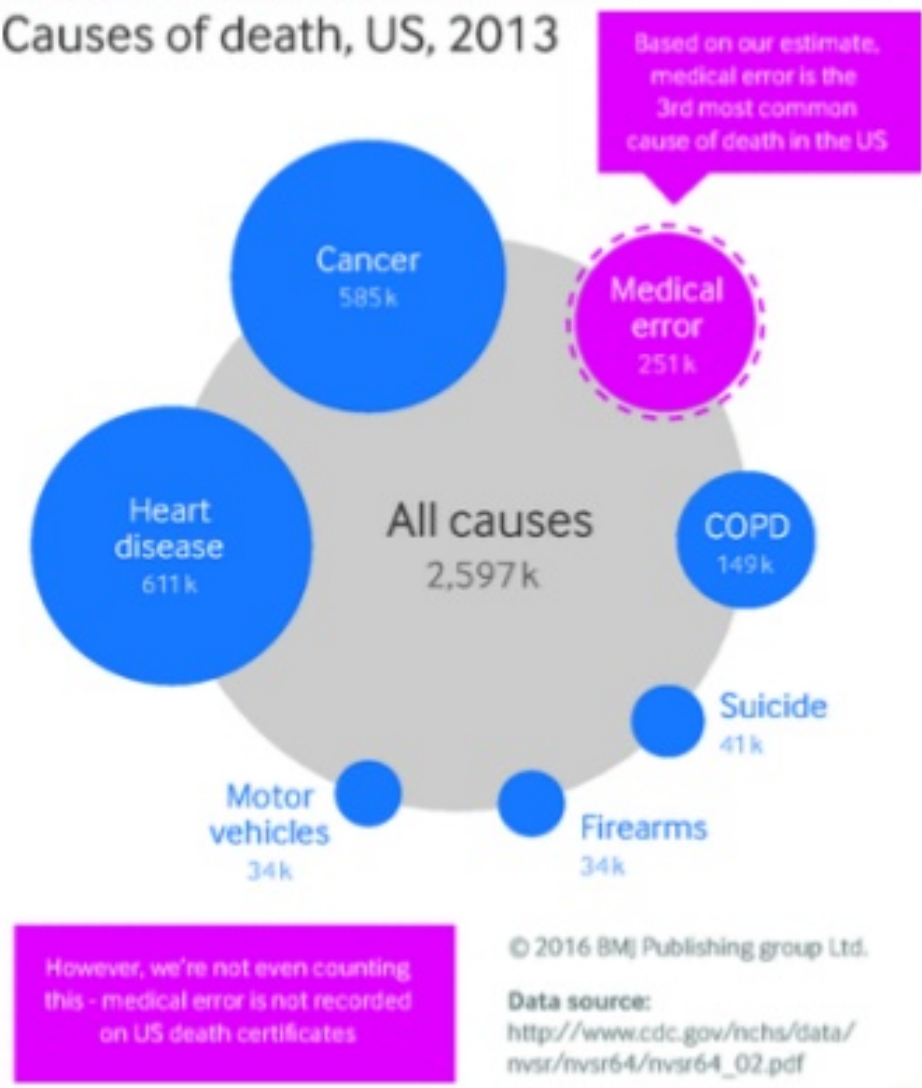 Causes of death, US, 2013
Based on our estimate,
medical error is the
3rd most common
cause of death in the US
Cancer
585k
Medical
error
251k
Heart
disease
611k
All causes
2,597k
COPD
149k
Suicide
41k
Motor
vehicles
34k
Firearms
34k
However, we're not even counting
this - medical error is not recorded
on US death certificates
© 2016 BMJ Publishing group Ltd.
Data source:
http://www.cdc.gov/nchs/data/
nvsr/nvsr64/nvsr64_02.pdf